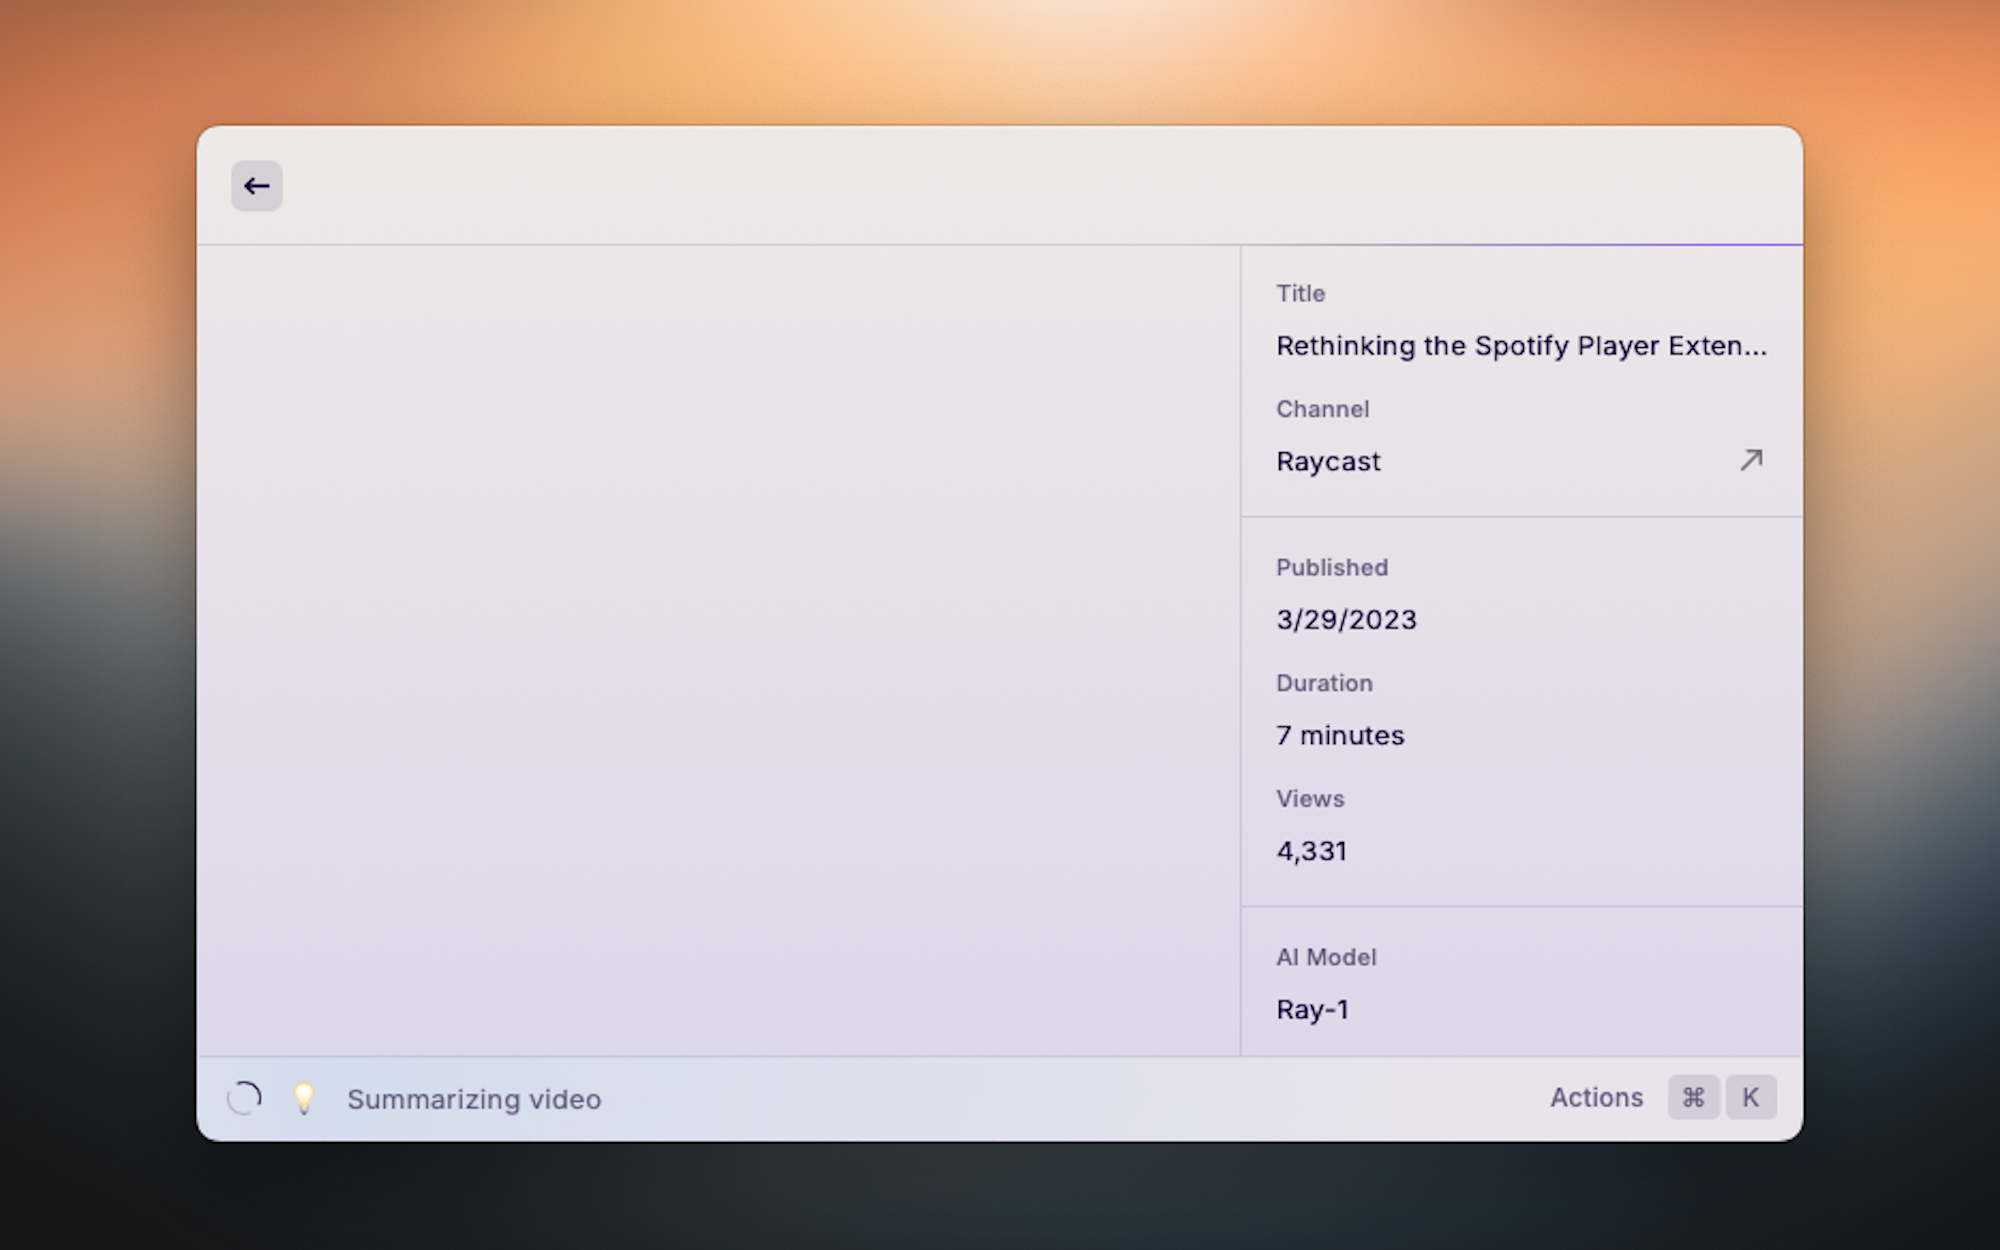 Title
Rethinking the Spotify Player Exten...
Channel
Raycast
Published
3/29/2023
Duration
7 minutes
Views
4,331
AI Model
Ray-1
Summarizing video
Actions ⌘ K